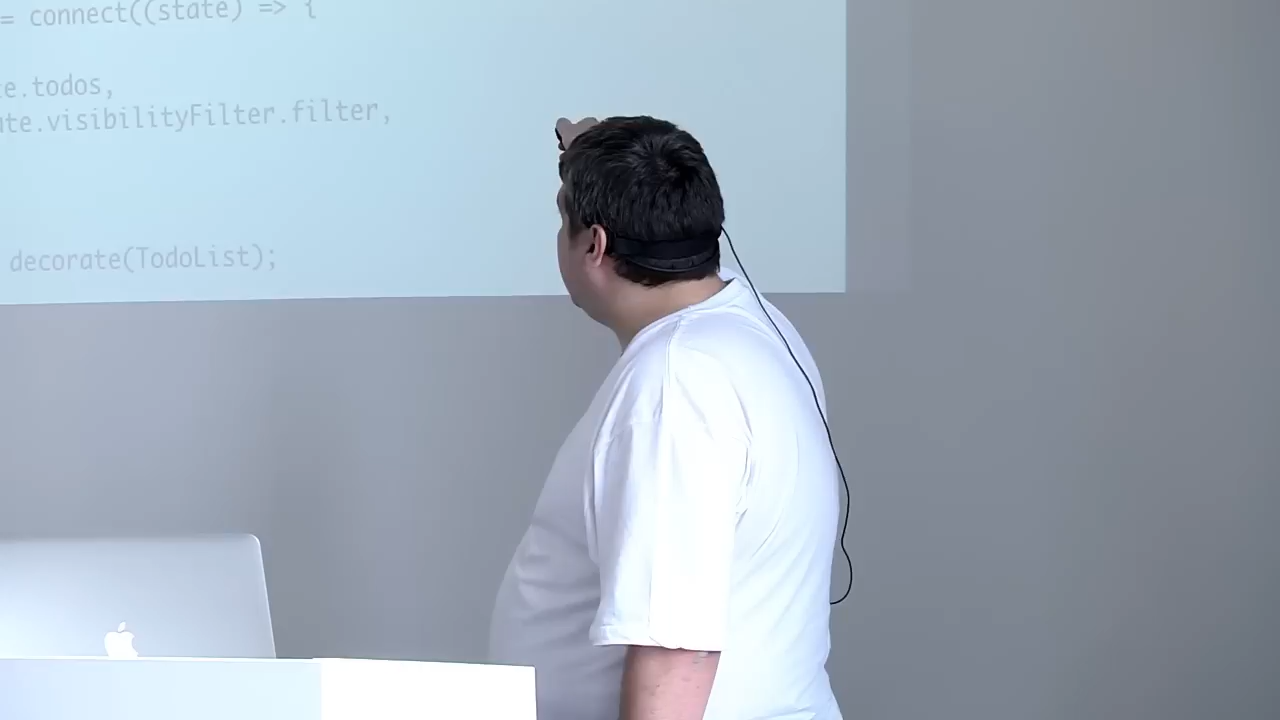 = connect((state) => {
e.todos,
ate.visibilityFilter.filter,
decorate(TodoList);